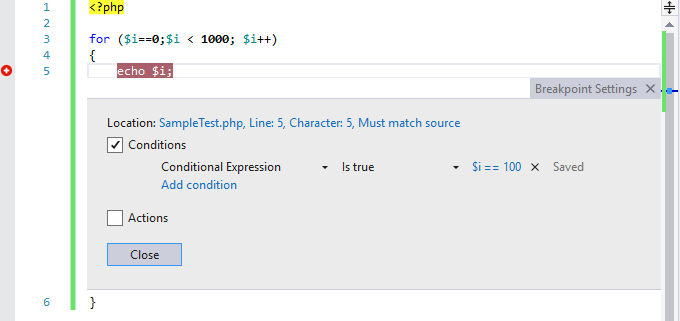 1 <?php
2
3 for ($i==0;$i < 1000; $i++)
4 {
5 echo $i;
Breakpoint Settings ×
Location: SampleTest.php, Line: 5, Character: 5, Must match source
Conditions
Conditional Expression Is true $i == 100 × Saved
Add condition
Actions
Close
6 }